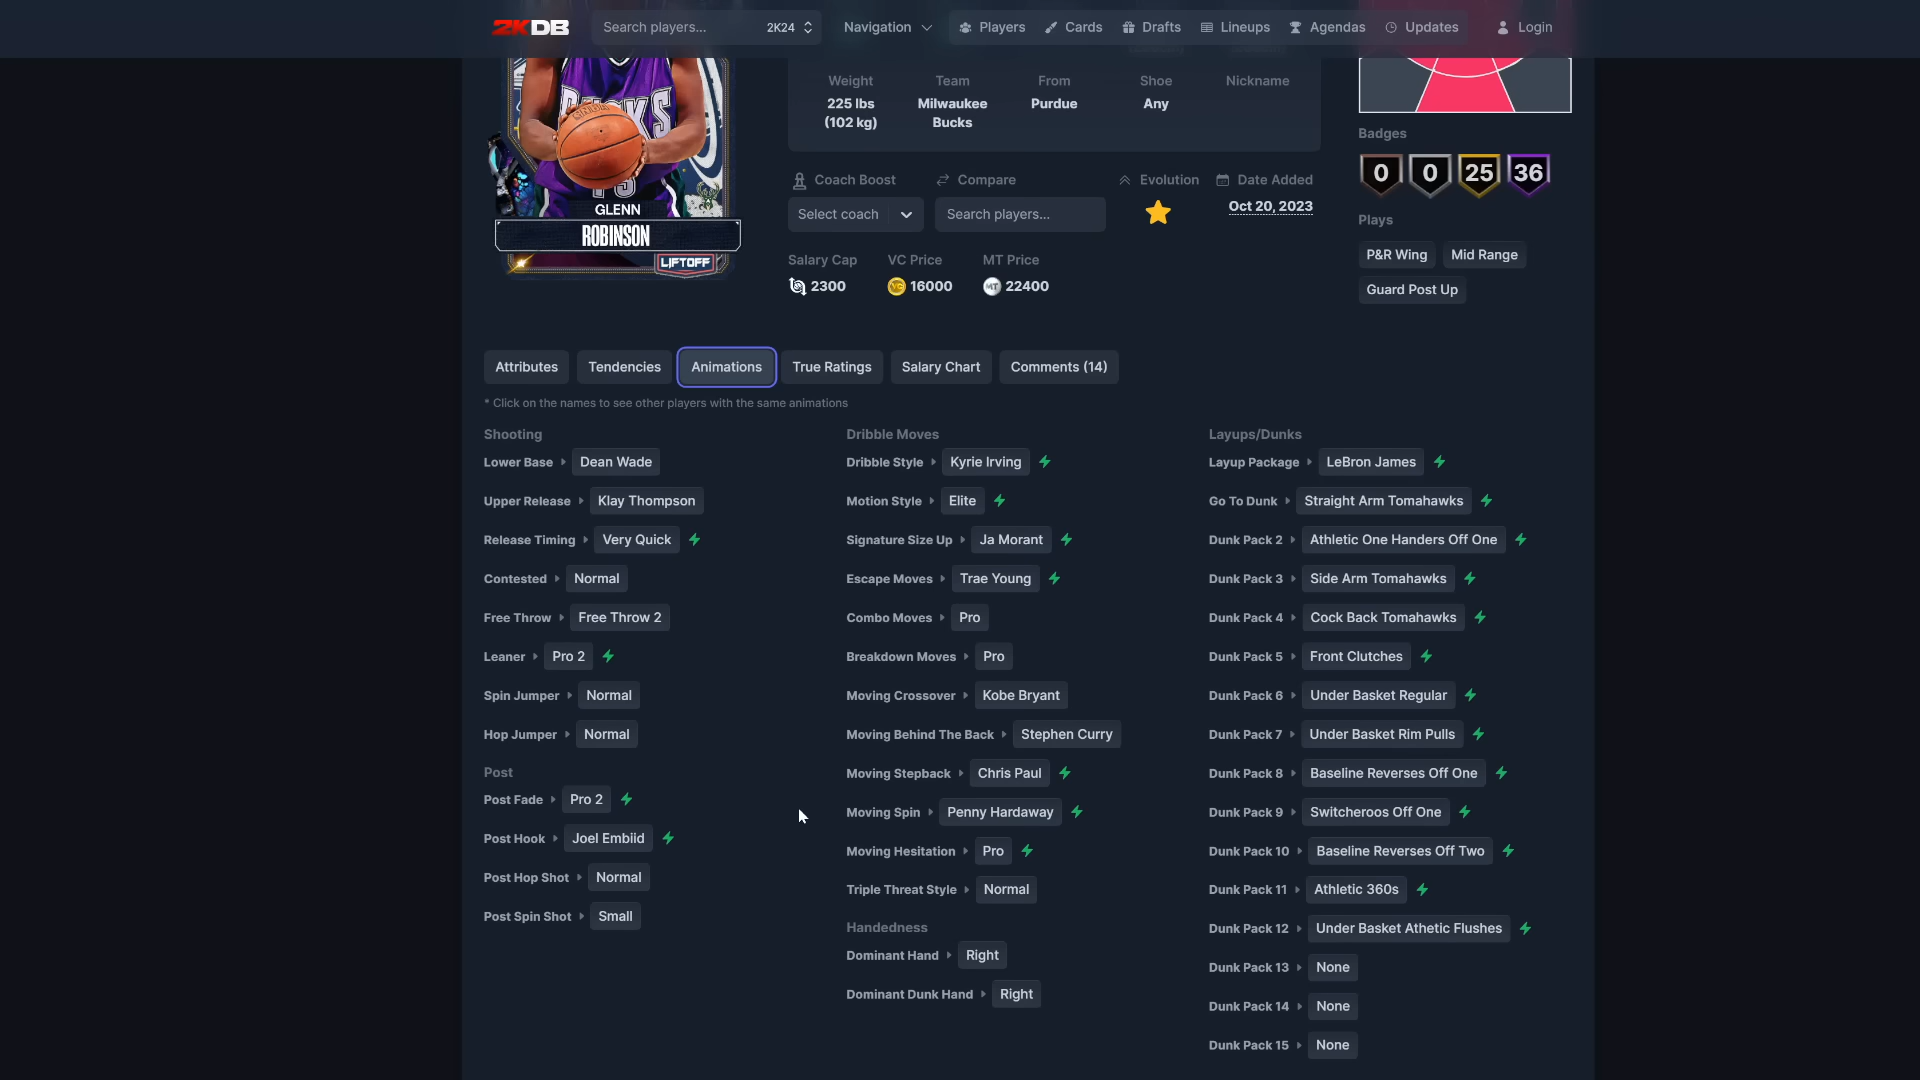 2KDB
Search players...
2K24
Navigation
Players
Cards
Drafts
Lineups
Agendas
Updates
Login
GLENN
ROBINSON
LIFTOFF
Weight
225 lbs
(102 kg)
Team
Milwaukee
Bucks
From
Purdue
Shoe
Any
Nickname
Coach Boost
Select coach
Compare
Search players...
Evolution
Date Added
Oct 20, 2023
Salary Cap
2300
VC Price
16000
MT Price
MT 22400
Badges
0 0 25 36
Plays
P&R Wing
Mid Range
Guard Post Up
Attributes
Tendencies
Animations
True Ratings
Salary Chart
Comments (14)
* Click on the names to see other players with the same animations
Shooting
Lower Base Dean Wade
Upper Release Klay Thompson
Release Timing Very Quick
Contested Normal
Free Throw Free Throw 2
Leaner Pro 2
Spin Jumper Normal
Hop Jumper Normal
Post
Post Fade Pro 2
Post Hook Joel Embiid
Post Hop Shot Normal
Post Spin Shot Small
Dribble Moves
Dribble Style Kyrie Irving
Motion Style Elite
Signature Size Up Ja Morant
Escape Moves Trae Young
Combo Moves Pro
Breakdown Moves Pro
Moving Crossover Kobe Bryant
Moving Behind The Back Stephen Curry
Moving Stepback Chris Paul
Moving Spin Penny Hardaway
Moving Hesitation Pro
Triple Threat Style Normal
Handedness
Dominant Hand Right
Dominant Dunk Hand Right
Layups/Dunks
Layup Package LeBron James
Go To Dunk Straight Arm Tomahawks
Dunk Pack 2 Athletic One Handers Off One
Dunk Pack 3 Side Arm Tomahawks
Dunk Pack 4 Cock Back Tomahawks
Dunk Pack 5 Front Clutches
Dunk Pack 6 Under Basket Regular
Dunk Pack 7 Under Basket Rim Pulls
Dunk Pack 8 Baseline Reverses Off One
Dunk Pack 9 Switcheroos Off One
Dunk Pack 10 Baseline Reverses Off Two
Dunk Pack 11 Athletic 360s
Dunk Pack 12 Under Basket Athetic Flushes
Dunk Pack 13 None
Dunk Pack 14 None
Dunk Pack 15 None